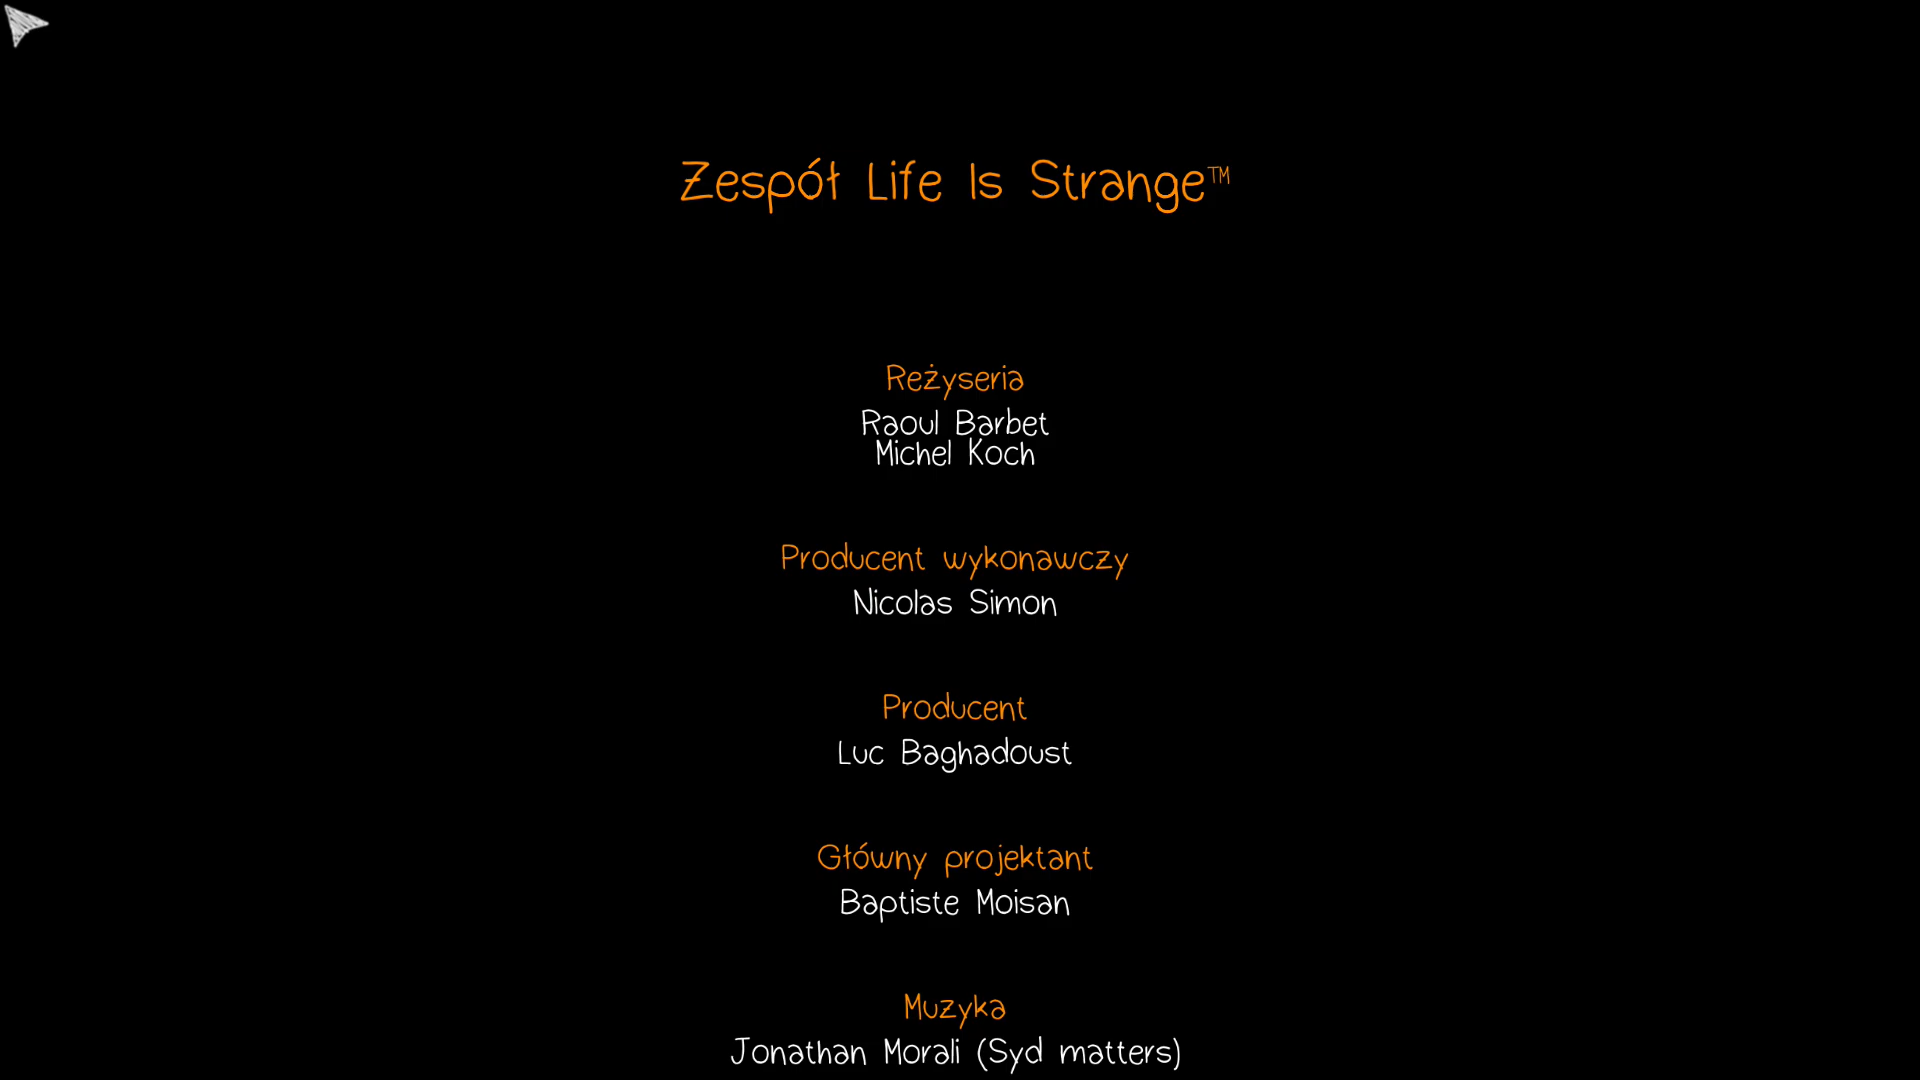 Zespół Life Is Strange™
Reżyseria
Raoul Barbet
Michel Koch
Producent wykonawczy
Nicolas Simon
Producent
Luc Baghadoust
Główny projektant
Baptiste Moisan
Muzyka
Jonathan Morali (Syd matters)